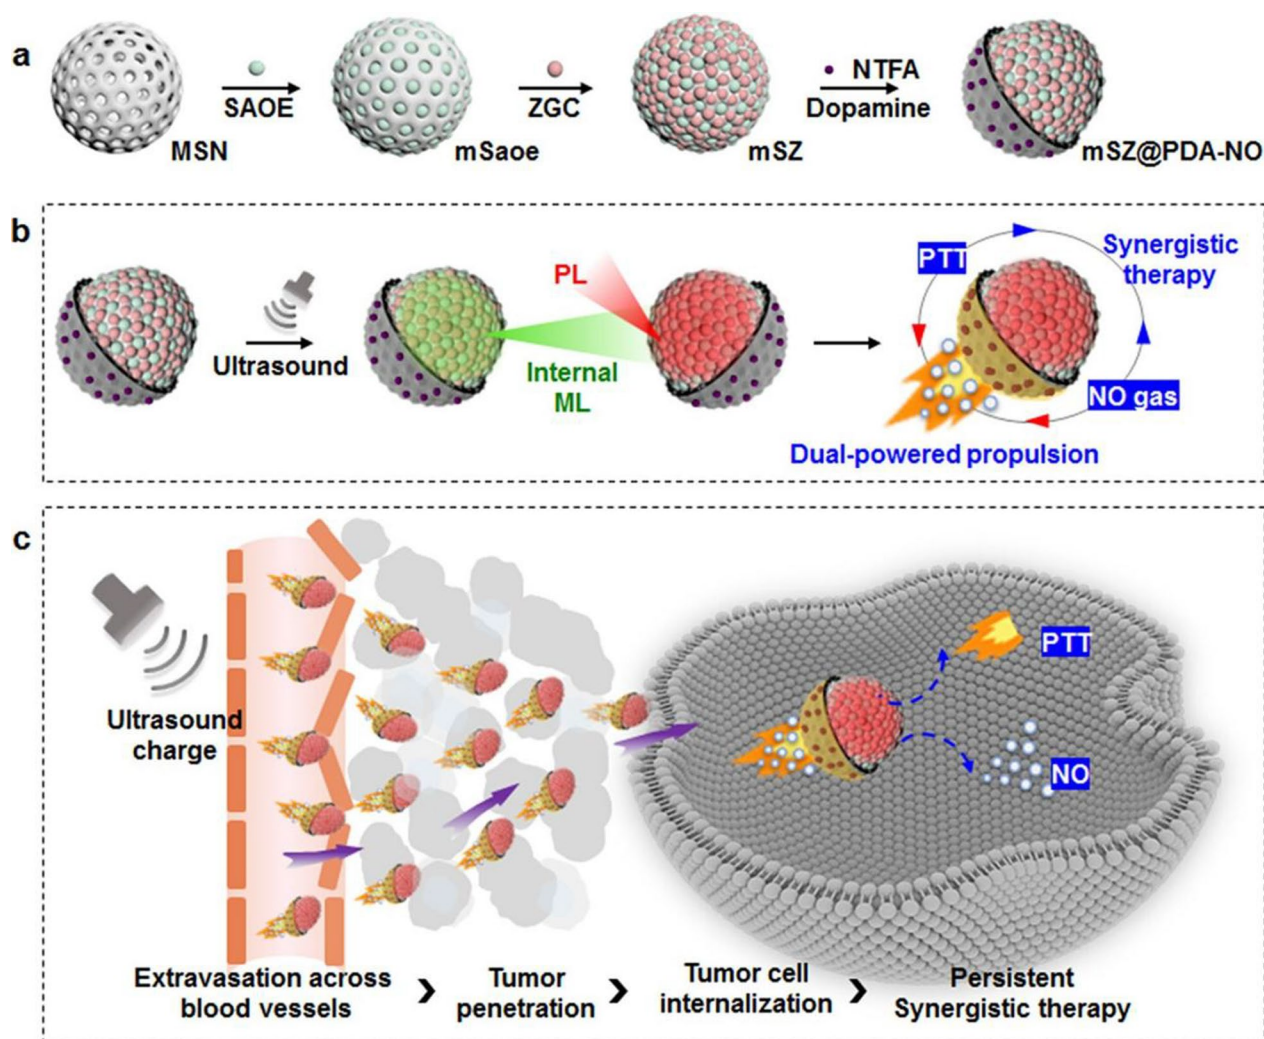 a
SAOE
ZGC
NTFA
Dopamine
MSN
mSaoe
mSZ
mSZ@PDA-NO
b
Ultrasound
PL
Internal
ML
PTT
Synergistic
therapy
NO gas
Dual-powered propulsion
c
Ultrasound
charge
PTT
NO
Extravasation across
blood vessels
Tumor
penetration
Tumor cell
internalization
Persistent
Synergistic therapy